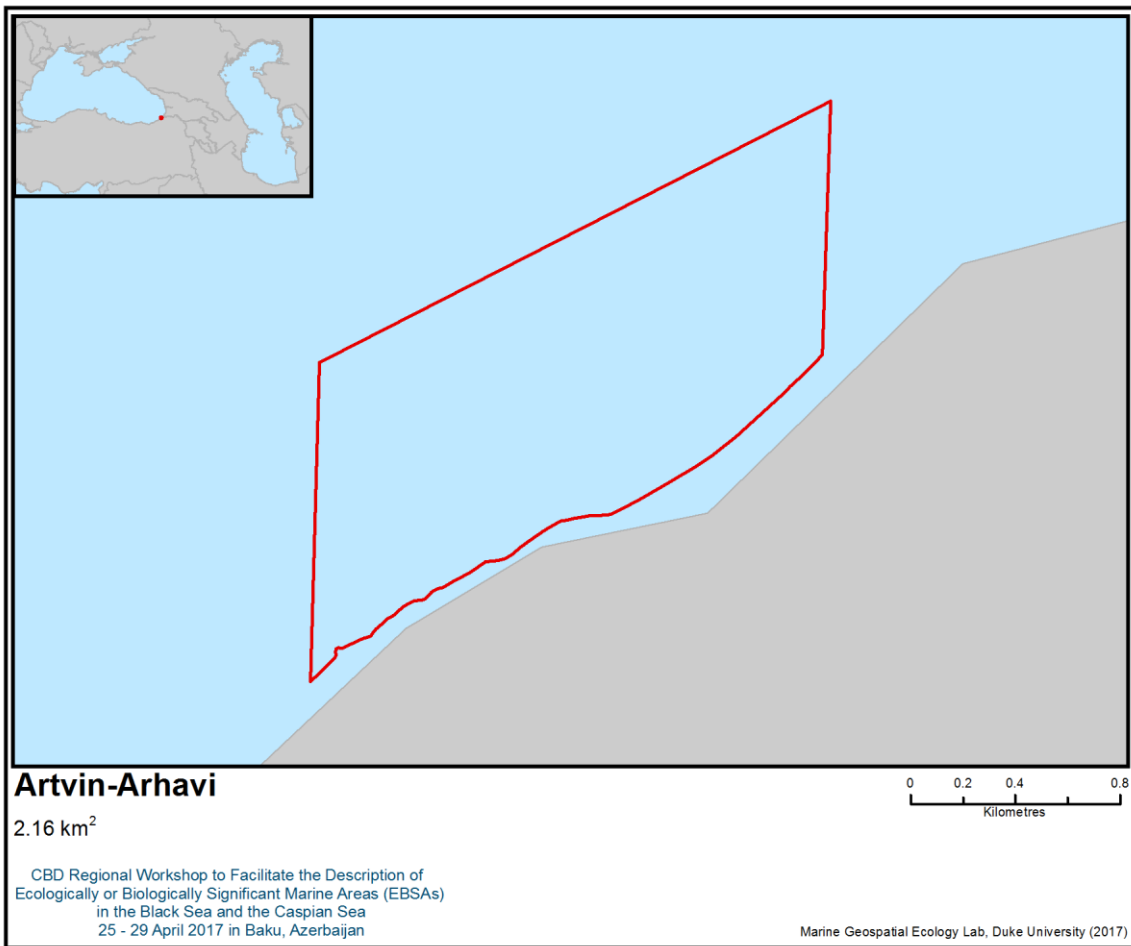 Artvin-Arhavi
2.16 km²
0 0.2 0.4 0.8
Kilometres
CBD Regional Workshop to Facilitate the Description of
Ecologically or Biologically Significant Marine Areas (EBSAs)
in the Black Sea and the Caspian Sea
25 - 29 April 2017 in Baku, Azerbaijan
Marine Geospatial Ecology Lab, Duke University (2017)